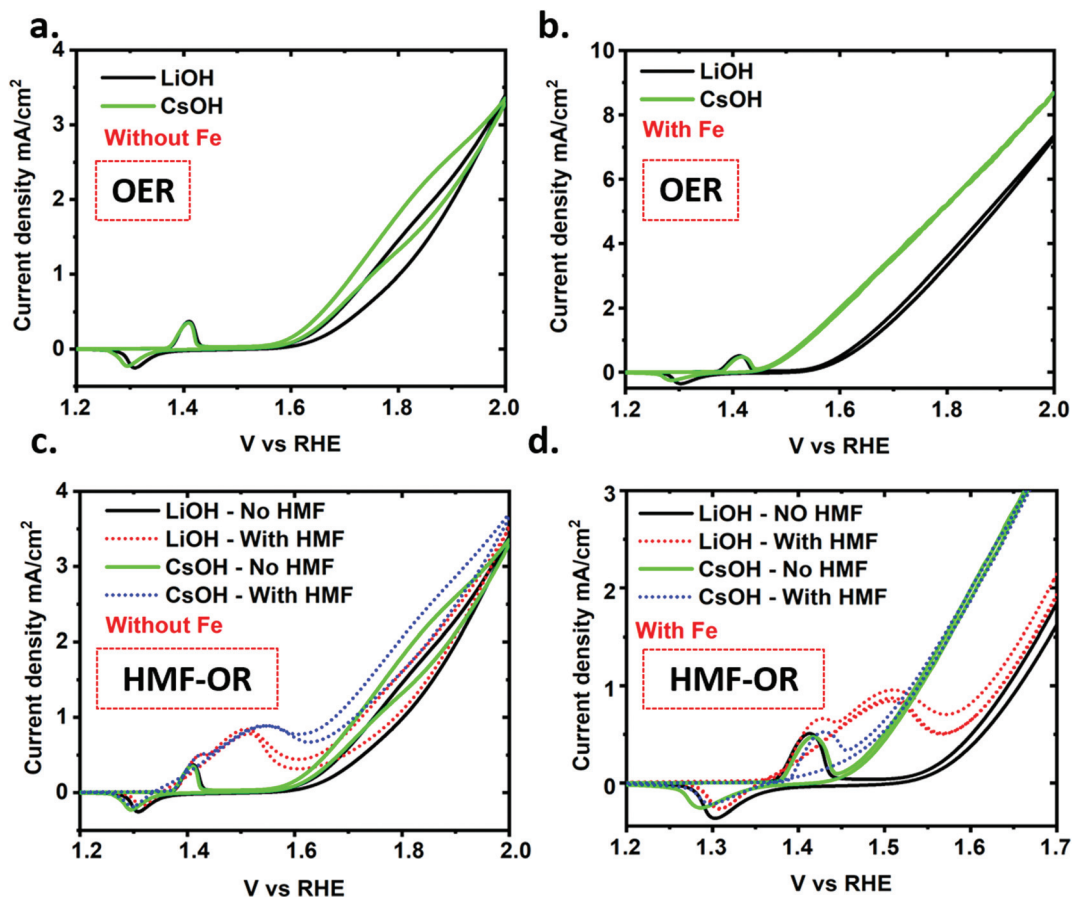 a.
4
3
2
1
0
Current density mA/cm²
LiOH
CsOH
Without Fe
OER
1.2 1.4 1.6 1.8 2.0
V vs RHE
b.
10
8
6
4
2
0
Current density mA/cm²
LiOH
CsOH
With Fe
OER
1.2 1.4 1.6 1.8 2.0
V vs RHE
c.
4
3
2
1
0
Current density mA/cm²
LiOH - No HMF
LiOH - With HMF
CsOH - No HMF
CsOH - With HMF
Without Fe
HMF-OR
1.2 1.4 1.6 1.8 2.0
V vs RHE
d.
3
2
1
0
Current density mA/cm²
LiOH - NO HMF
LiOH - With HMF
CsOH - No HMF
CsOH - With HMF
With Fe
HMF-OR
1.2 1.3 1.4 1.5 1.6 1.7
V vs RHE